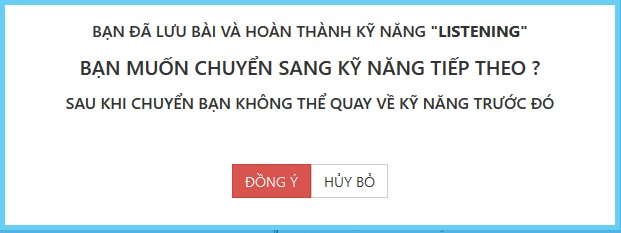 BẠN ĐÃ LƯU BÀI VÀ HOÀN THÀNH KỸ NĂNG "LISTENING"
BẠN MUỐN CHUYỂN SANG KỸ NĂNG TIẾP THEO ?
SAU KHI CHUYỂN BẠN KHÔNG THỂ QUAY VỀ KỸ NĂNG TRƯỚC ĐÓ
ĐỒNG Ý
HỦY BỎ